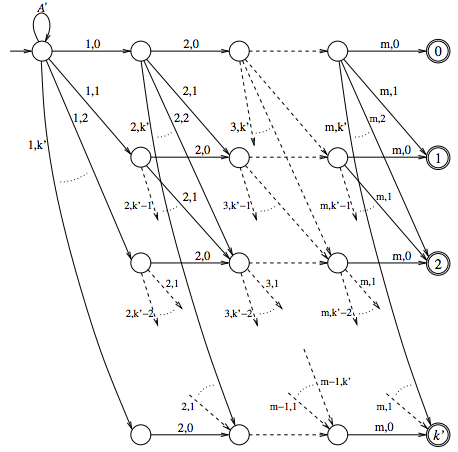 A'
1,0 2,0 m,0 0
1,1 2,1 m,1
1,2 2,k' 2,2 3,k' m,k' m,2
1,k' 2,0 m,0 1
2,k'−1 2,1 3,k'−1 m,k'−1 m,1
2,0 m,0 2
2,1 3,1 m,1
2,k'−2 3,k'−2 m,k'−2
m−1,k'
2,1 m−1,1 m,1
2,0 m,0 k'